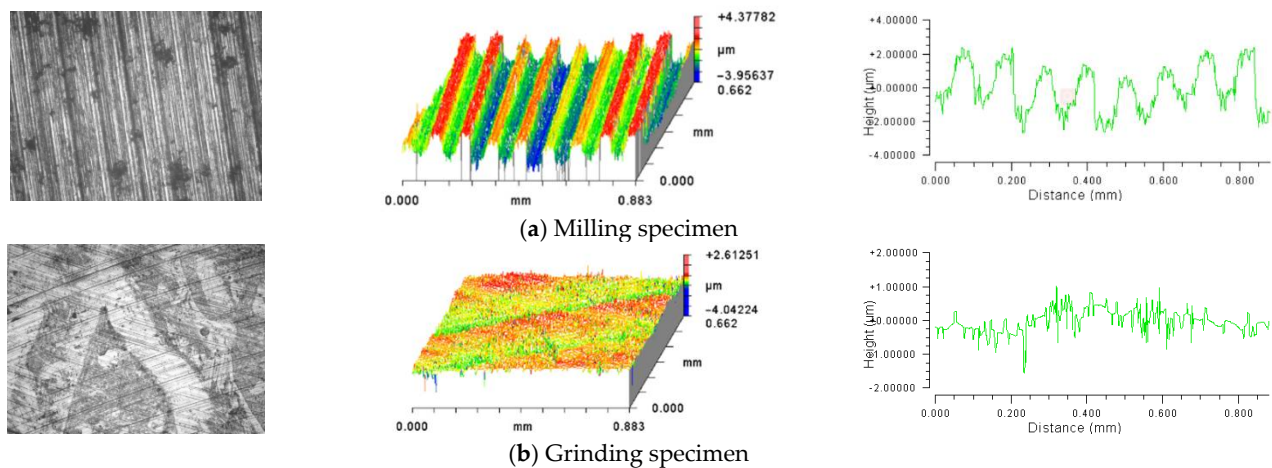 +4.37782
µm
−3.95637
0.662
mm
0.000
0.000
mm
0.883
+4.00000
+2.00000
+0.00000
-2.00000
-4.00000
Height (µm)
0.000
0.200
0.400
0.600
0.800
Distance (mm)
(a) Milling specimen
+2.61251
µm
−4.04224
0.662
mm
0.000
0.000
mm
0.883
+2.00000
+1.00000
+0.00000
-1.00000
-2.00000
Height (µm)
0.000
0.200
0.400
0.600
0.800
Distance (mm)
(b) Grinding specimen